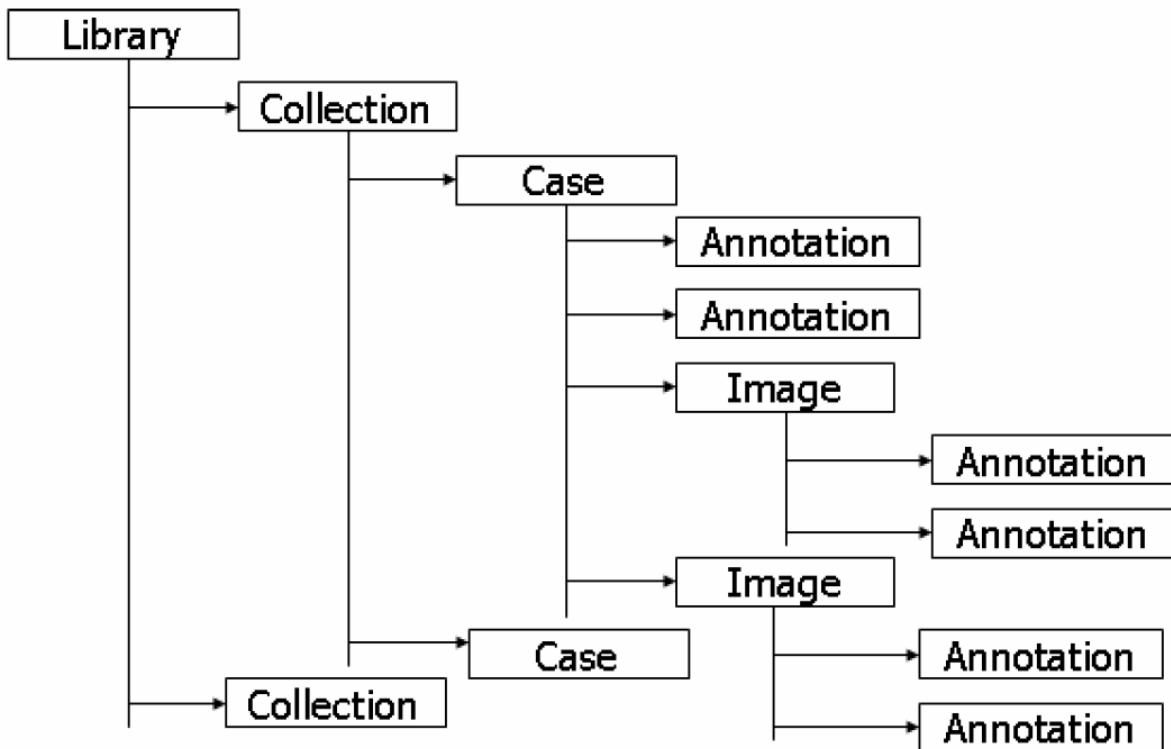 Library
Collection
Case
Annotation
Annotation
Image
Annotation
Annotation
Image
Case
Annotation
Collection
Annotation